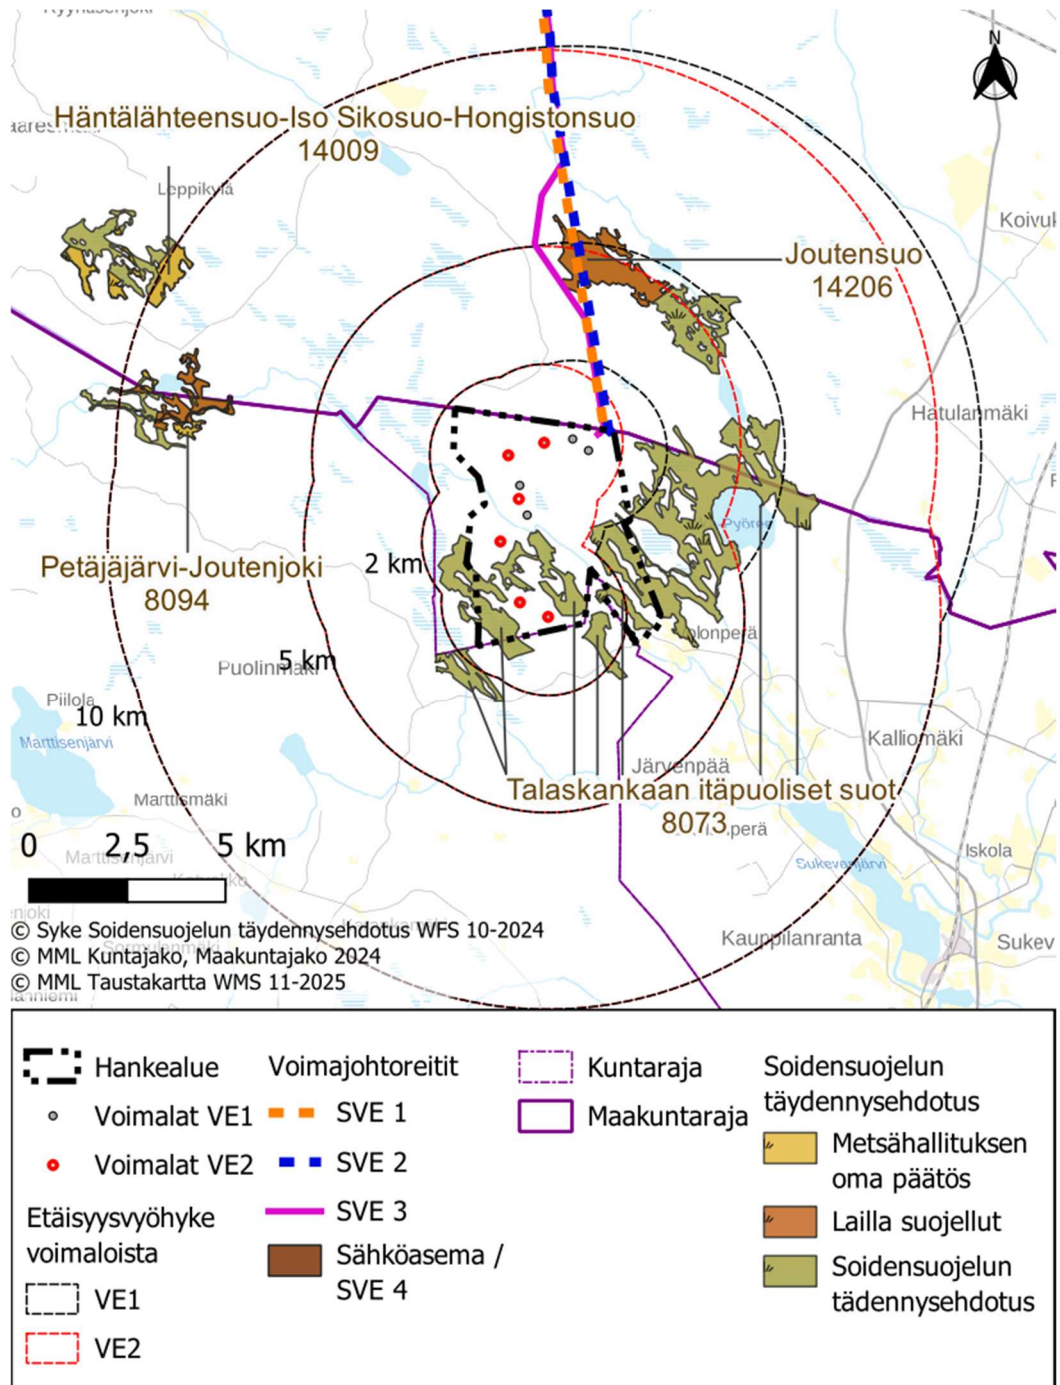 N
Häntälähteensuo-Iso Sikosuo-Hongistonsuo
14009
Leppikylä
Joutensuo
14206
Hatulanmäki
Pyöree
Petäjäjärvi-Joutenjoki
8094
2 km
5 km
Puolinmäki
10 km
Piilola
Marttisenjärvi
Kalliomäki
Järvenpää
Talaskankaan itäpuoliset suot
8073
Marttismäki
Marttisenjärvi
Sukevanjärvi
Iskola
0 2,5 5 km
Kauppilanranta
Sukev
© Syke Soidensuojelun täydennysehdotus WFS 10-2024
© MML Kuntajako, Maakuntajako 2024
© MML Taustakartta WMS 11-2025
Hankealue
Voimalat VE1
Voimalat VE2
Etäisyysvyöhyke
voimaloista
VE1
VE2
Voimajohtoreitit
SVE 1
SVE 2
SVE 3
Sähköasema /
SVE 4
Kuntaraja
Maakuntaraja
Soidensuojelun
täydennysehdotus
Metsähallituksen
oma päätös
Lailla suojellut
Soidensuojelun
tädennysehdotus